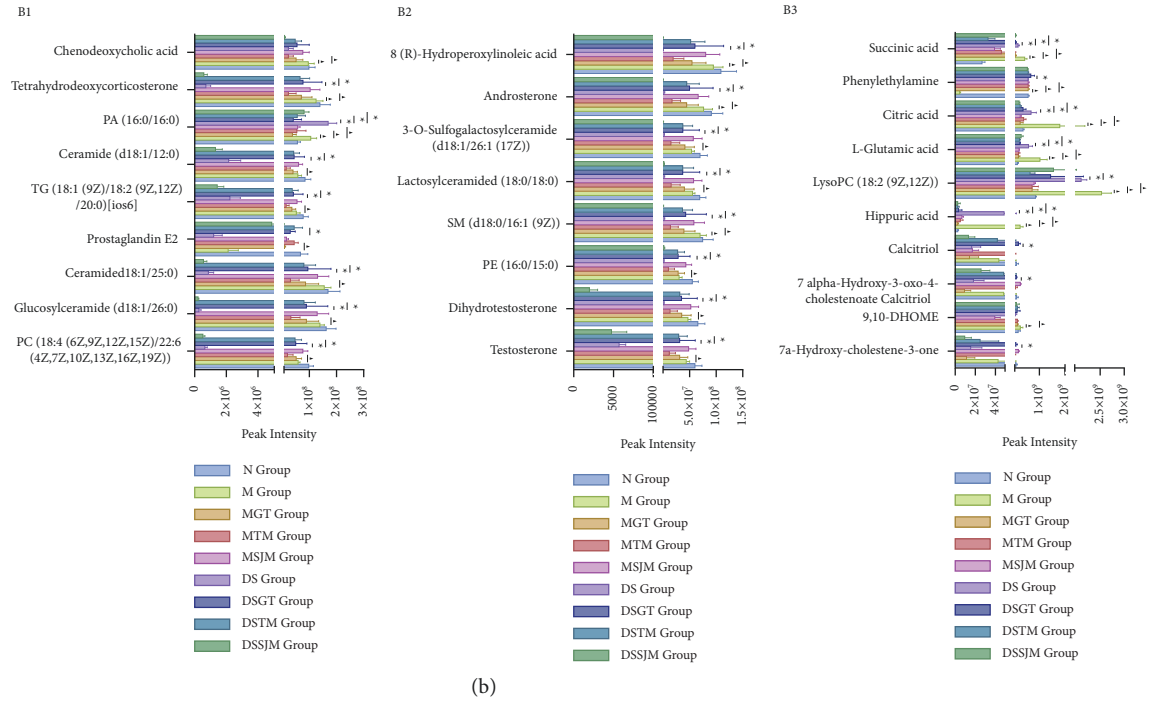 B1
Chenodeoxycholic acid
Tetrahydrodeoxycorticosterone
PA (16:0/16:0)
Ceramide (d18:1/12:0)
TG (18:1 (9Z)/18:2 (9Z,12Z)
/20:0)[ios6]
Prostaglandin E2
Ceramided18:1/25:0)
Glucosylceramide (d18:1/26:0)
PC (18:4 (6Z,9Z,12Z,15Z)/22:6
(4Z,7Z,10Z,13Z,16Z,19Z))
0
2×10⁶
4×10⁶
1×10⁸
2×10⁸
3×10⁸
Peak Intensity
N Group
M Group
MGT Group
MTM Group
MSJM Group
DS Group
DSGT Group
DSTM Group
DSSJM Group
B2
8 (R)-Hydroperoxylinoleic acid
Androsterone
3-O-Sulfogalactosylceramide
(d18:1/26:1 (17Z))
Lactosylceramided (18:0/18:0)
SM (d18:0/16:1 (9Z))
PE (16:0/15:0)
Dihydrotestosterone
Testosterone
0
5000
100000
5.0×10⁷
1.0×10⁸
1.5×10⁸
Peak Intensity
N Group
M Group
MGT Group
MTM Group
MSJM Group
DS Group
DSGT Group
DSTM Group
DSSJM Group
B3
Succinic acid
Phenylethylamine
Citric acid
L-Glutamic acid
LysoPC (18:2 (9Z,12Z))
Hippuric acid
Calcitriol
7 alpha-Hydroxy-3-oxo-4-
cholestenoate Calcitriol
9,10-DHOME
7a-Hydroxy-cholestene-3-one
0
2×10⁷
4×10⁷
1×10⁹
2×10⁹
2.5×10⁹
3.0×10⁹
Peak Intensity
N Group
M Group
MGT Group
MTM Group
MSJM Group
DS Group
DSGT Group
DSTM Group
DSSJM Group
(b)